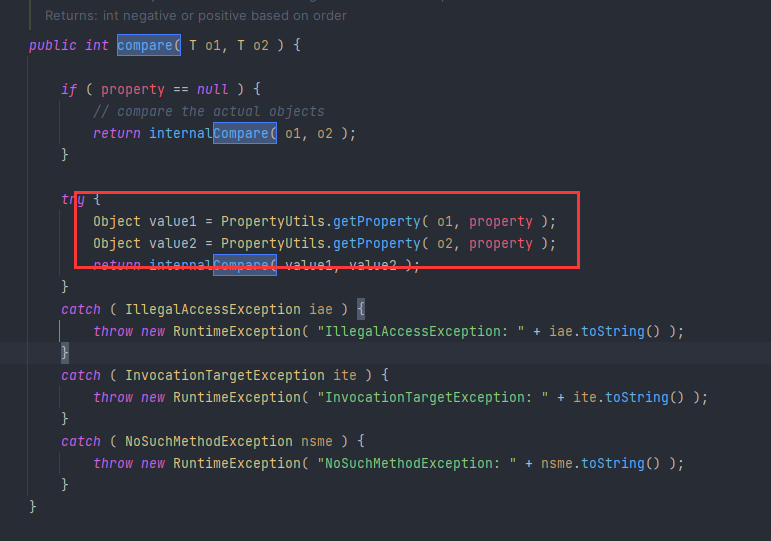 Returns: int negative or positive based on order
public int compare( T o1, T o2 ) {
if ( property == null ) {
// compare the actual objects
return internalCompare( o1, o2 );
}
try {
Object value1 = PropertyUtils.getProperty( o1, property );
Object value2 = PropertyUtils.getProperty( o2, property );
return internalCompare( value1, value2 );
}
catch ( IllegalAccessException iae ) {
throw new RuntimeException( "IllegalAccessException: " + iae.toString() );
}
catch ( InvocationTargetException ite ) {
throw new RuntimeException( "InvocationTargetException: " + ite.toString() );
}
catch ( NoSuchMethodException nsme ) {
throw new RuntimeException( "NoSuchMethodException: " + nsme.toString() );
}
}